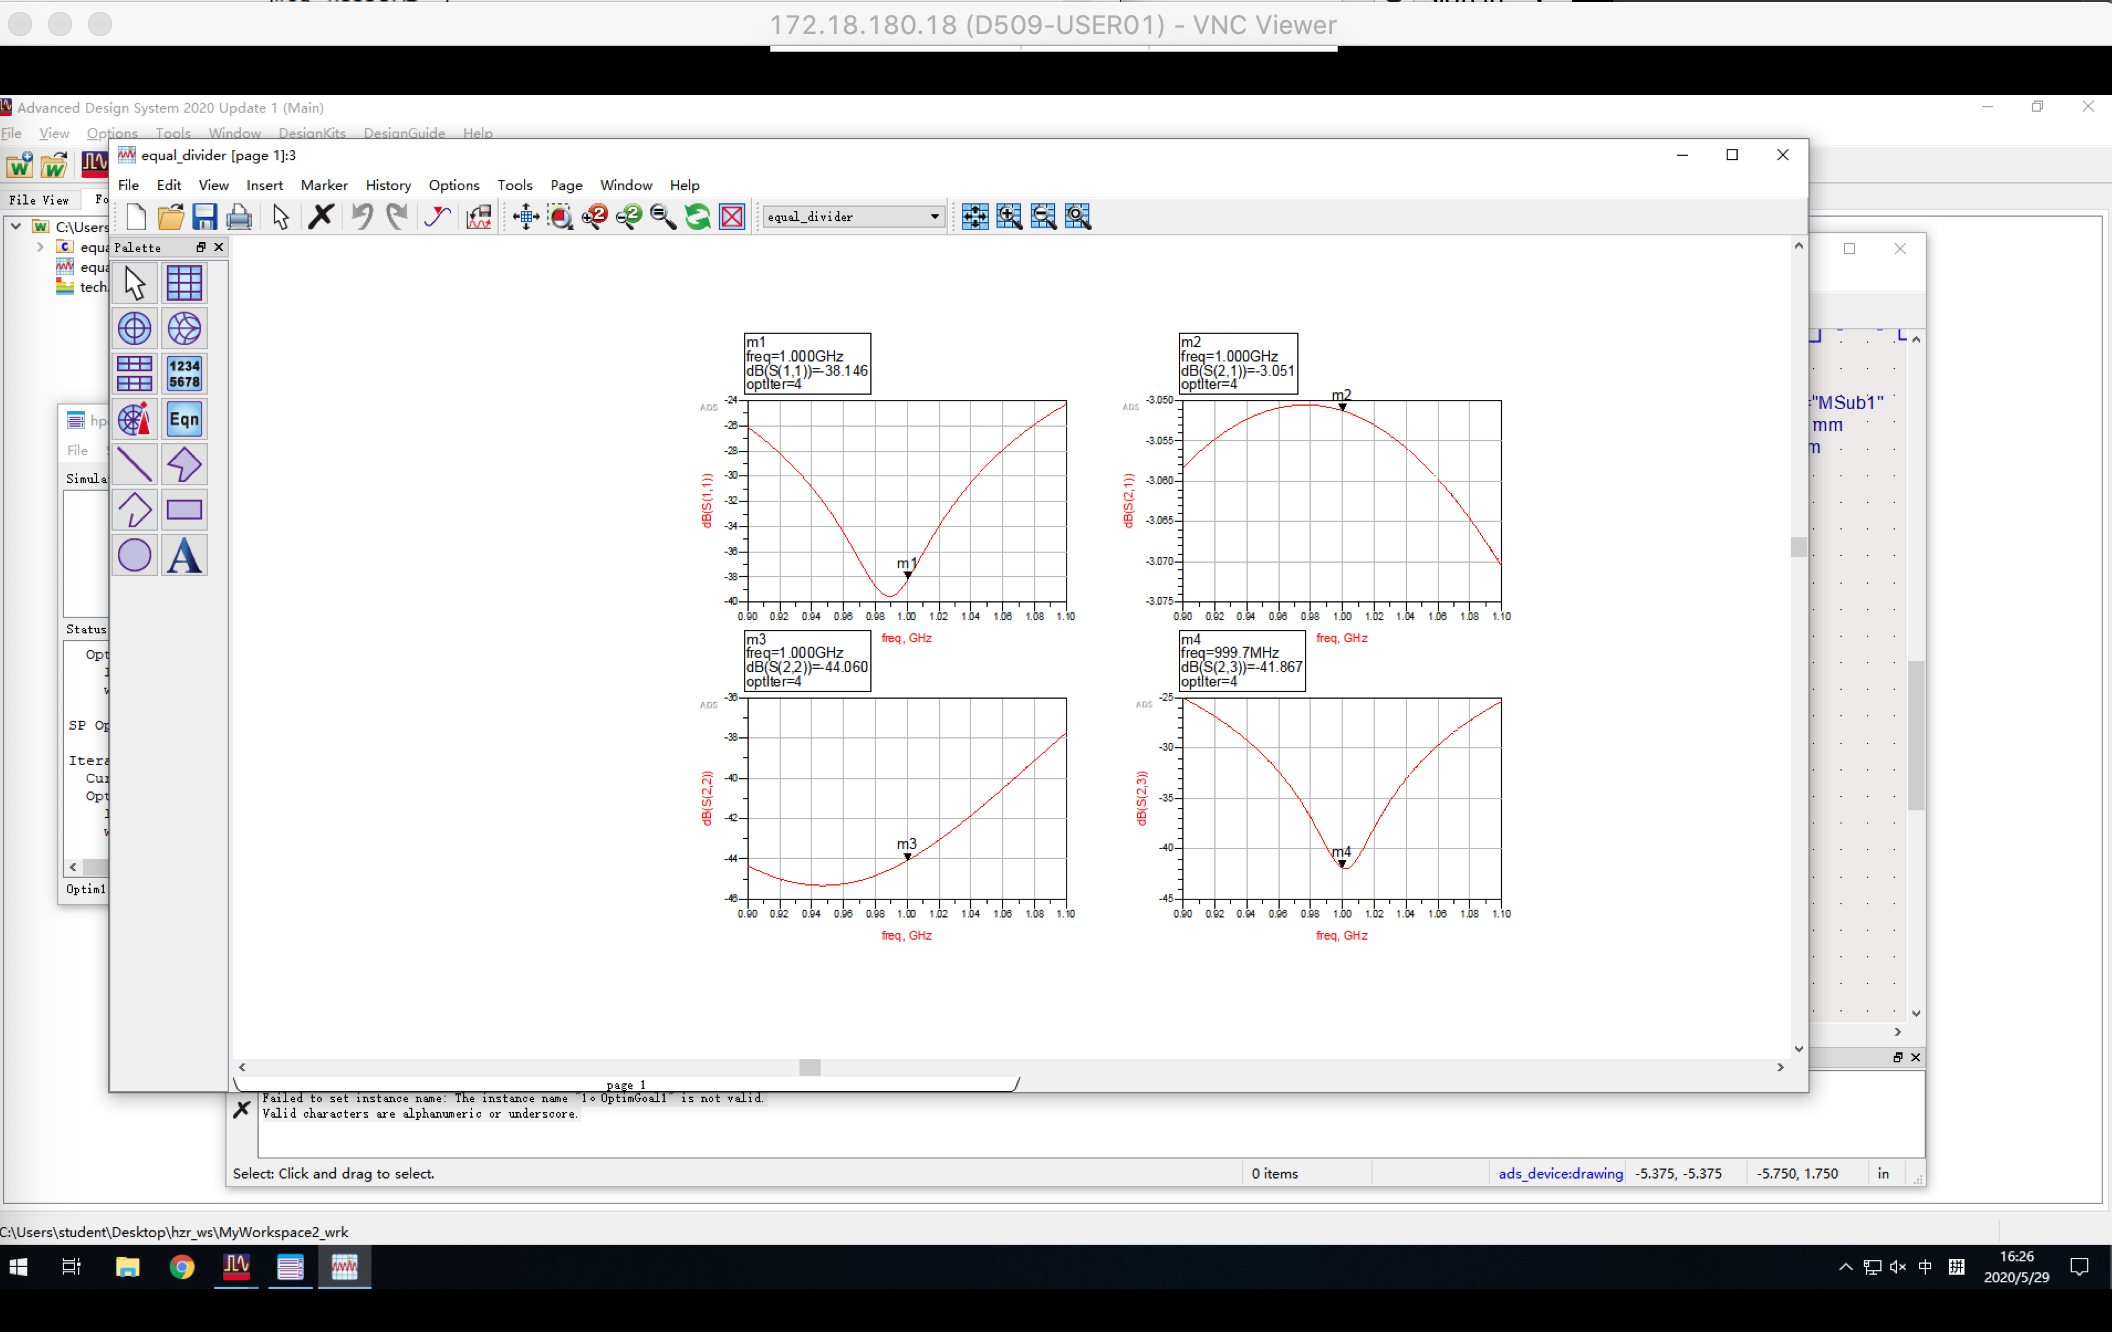 172.18.180.18 (D509-USER01) - VNC Viewer
Advanced Design System 2020 Update 1 (Main)
File View Options Tools Window DesignKits DesignGuide Help
equal_divider [page 1]:3
File Edit View Insert Marker History Options Tools Page Window Help
File View
equal_divider
C:\Users
Palette
tech
1234
5678
Eqn
File
Simula
Status
Opt
SP Op
Itera
Cur
Opt
Optim1
m1
freq=1.000GHz
dB(S(1,1))=-38.146
optIter=4
ADS
-24
-26
-28
-30
-32
-34
-36
-38
-40
dB(S(1,1))
m1
0.90 0.92 0.94 0.96 0.98 1.00 1.02 1.04 1.06 1.08 1.10
freq, GHz
m2
freq=1.000GHz
dB(S(2,1))=-3.051
optIter=4
ADS
m2
-3.050
-3.055
-3.060
-3.065
-3.070
-3.075
dB(S(2,1))
0.90 0.92 0.94 0.96 0.98 1.00 1.02 1.04 1.06 1.08 1.10
freq, GHz
m3
freq=1.000GHz
dB(S(2,2))=-44.060
optIter=4
ADS
-36
-38
-40
-42
-44
-46
dB(S(2,2))
m3
0.90 0.92 0.94 0.96 0.98 1.00 1.02 1.04 1.06 1.08 1.10
freq, GHz
m4
freq=999.7MHz
dB(S(2,3))=-41.867
optIter=4
ADS
-25
-30
-35
-40
-45
dB(S(2,3))
m4
0.90 0.92 0.94 0.96 0.98 1.00 1.02 1.04 1.06 1.08 1.10
freq, GHz
="MSub1"
mm
page 1
Failed to set instance name: The instance name "1∘OptimGoal1" is not valid.
Valid characters are alphanumeric or underscore.
Select: Click and drag to select.
0 items
ads_device:drawing
-5.375, -5.375
-5.750, 1.750
in
C:\Users\student\Desktop\hzr_ws\MyWorkspace2_wrk
中
拼
16:26
2020/5/29